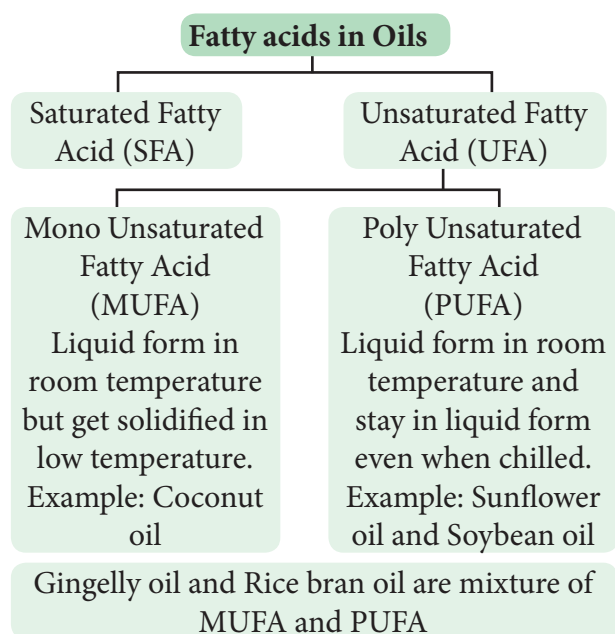 Fatty acids in Oils
Saturated Fatty
Acid (SFA)
Unsaturated Fatty
Acid (UFA)
Mono Unsaturated
Fatty Acid
(MUFA)
Liquid form in
room temperature
but get solidified in
low temperature.
Example: Coconut
oil
Poly Unsaturated
Fatty Acid
(PUFA)
Liquid form in room
temperature and
stay in liquid form
even when chilled.
Example: Sunflower
oil and Soybean oil
Gingelly oil and Rice bran oil are mixture of
MUFA and PUFA